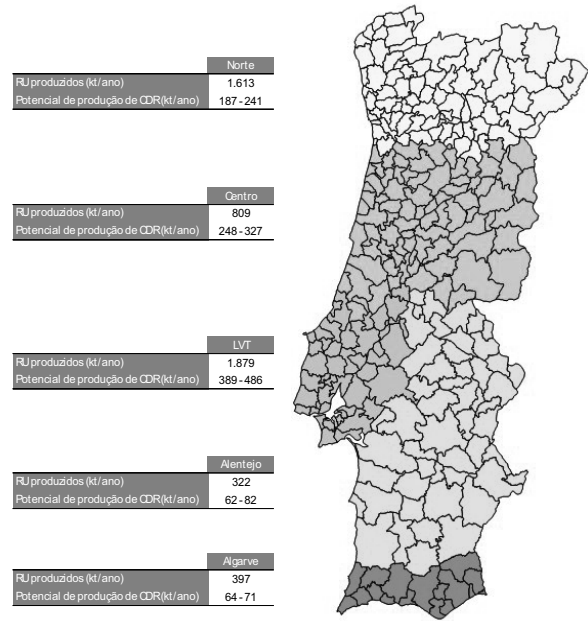 Norte
RU produzidos (kt/ano) 1.613
Potencial de produção de CDR (kt/ano) 187 - 241
Centro
RU produzidos (kt/ano) 809
Potencial de produção de CDR (kt/ano) 248 - 327
LVT
RU produzidos (kt/ano) 1.879
Potencial de produção de CDR (kt/ano) 389 - 486
Alentejo
RU produzidos (kt/ano) 322
Potencial de produção de CDR (kt/ano) 62 - 82
Algarve
RU produzidos (kt/ano) 397
Potencial de produção de CDR (kt/ano) 64 - 71